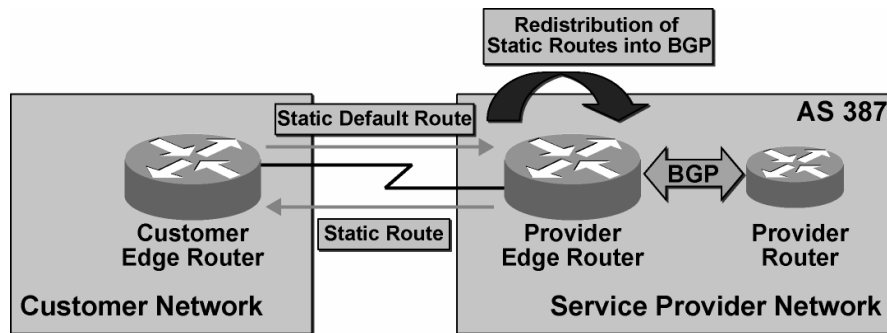 Redistribution of
Static Routes into BGP
AS 387
Static Default Route
BGP
Static Route
Customer
Edge Router
Provider
Edge Router
Provider
Router
Customer Network
Service Provider Network